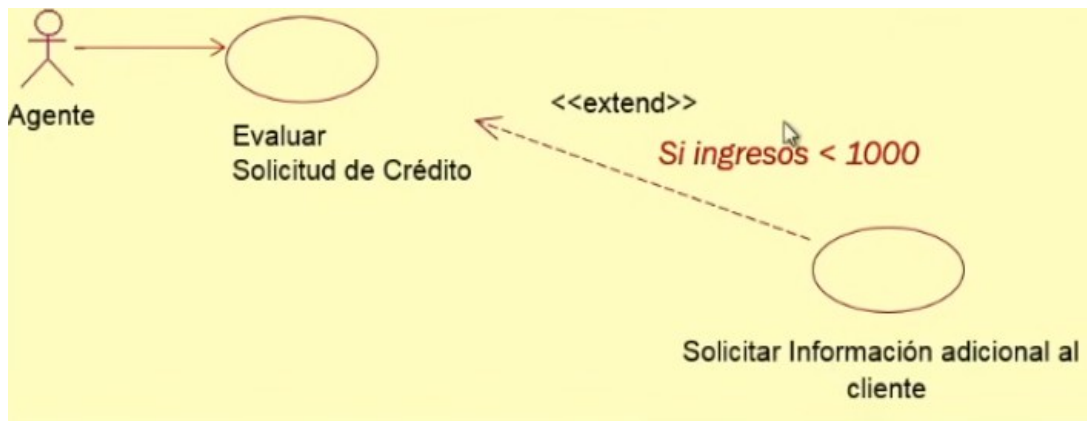 Agente
Evaluar
Solicitud de Crédito
<<extend>>
Si ingresos < 1000
Solicitar Información adicional al
cliente